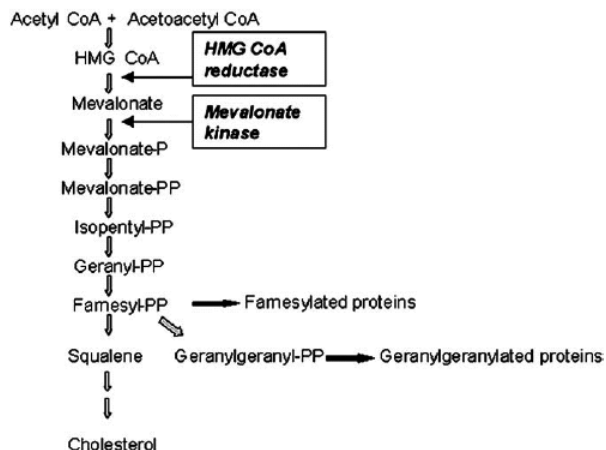 Acetyl CoA + Acetoacetyl CoA
HMG CoA
HMG CoA
reductase
Mevalonate
Mevalonate
kinase
Mevalonate-P
Mevalonate-PP
Isopentyl-PP
Geranyl-PP
Farnesyl-PP
Farnesylated proteins
Squalene
Geranylgeranyl-PP
Geranylgeranylated proteins
Cholesterol